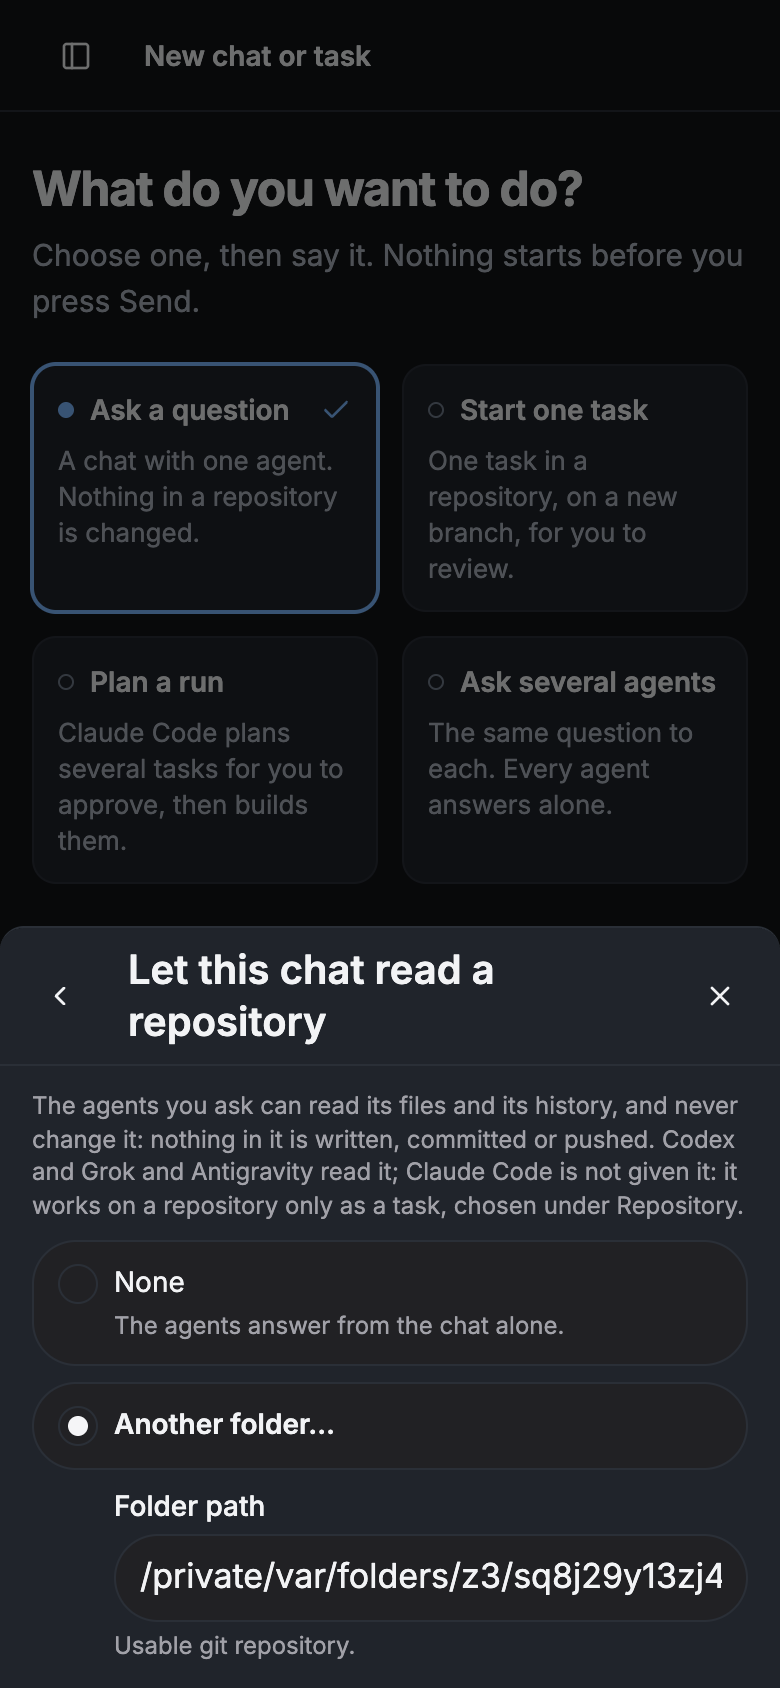 New chat or task
What do you want to do?
Choose one, then say it. Nothing starts before you
press Send.
Ask a question
A chat with one agent.
Nothing in a repository
is changed.
Start one task
One task in a
repository, on a new
branch, for you to
review.
Plan a run
Claude Code plans
several tasks for you to
approve, then builds
them.
Ask several agents
The same question to
each. Every agent
answers alone.
Let this chat read a
repository
The agents you ask can read its files and its history, and never
change it: nothing in it is written, committed or pushed. Codex
and Grok and Antigravity read it; Claude Code is not given it: it
works on a repository only as a task, chosen under Repository.
None
The agents answer from the chat alone.
Another folder...
Folder path
/private/var/folders/z3/sq8j29y13zj4
Usable git repository.